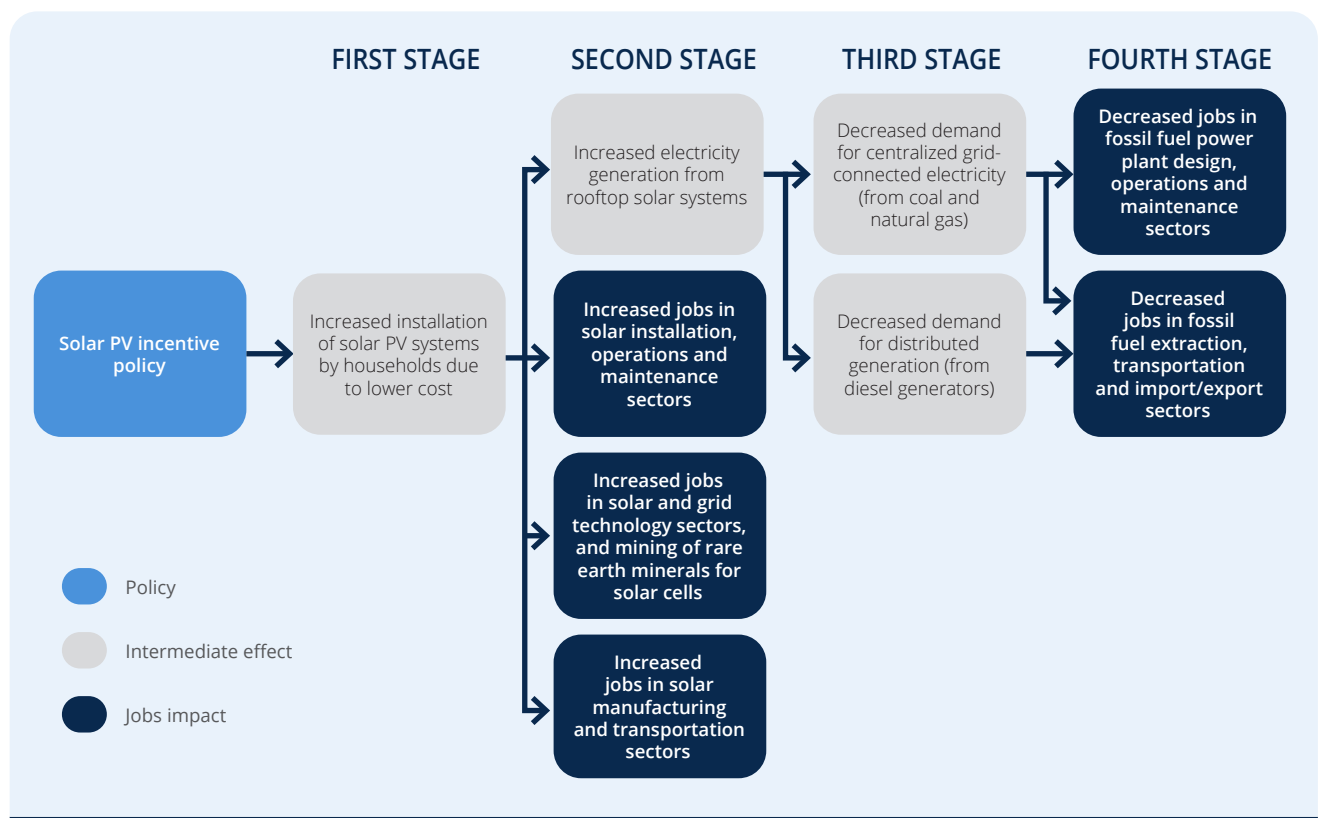 FIRST STAGE
SECOND STAGE
THIRD STAGE
FOURTH STAGE
Solar PV incentive
policy
Increased installation
of solar PV systems
by households due
to lower cost
Increased electricity
generation from
rooftop solar systems
Increased jobs in
solar installation,
operations and
maintenance
sectors
Increased jobs
in solar and grid
technology sectors,
and mining of rare
earth minerals for
solar cells
Increased
jobs in solar
manufacturing
and transportation
sectors
Decreased demand
for centralized grid-
connected electricity
(from coal and
natural gas)
Decreased demand
for distributed
generation (from
diesel generators)
Decreased jobs in
fossil fuel power
plant design,
operations and
maintenance
sectors
Decreased
jobs in fossil
fuel extraction,
transportation
and import/export
sectors
Policy
Intermediate effect
Jobs impact